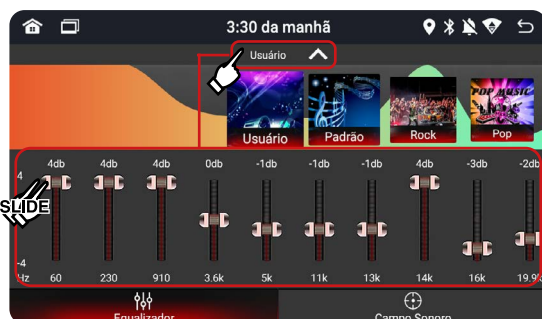 3:30 da manhã
Usuário
Usuário Padrão Rock Pop
POP MUSIC
4db 4db 4db 0db -1db -1db -1db 4db -3db -2db
4
SLIDE
-4
Hz 60 230 910 3.6k 5k 11k 13k 14k 16k 19.9k
Equalizador Campo Sonoro